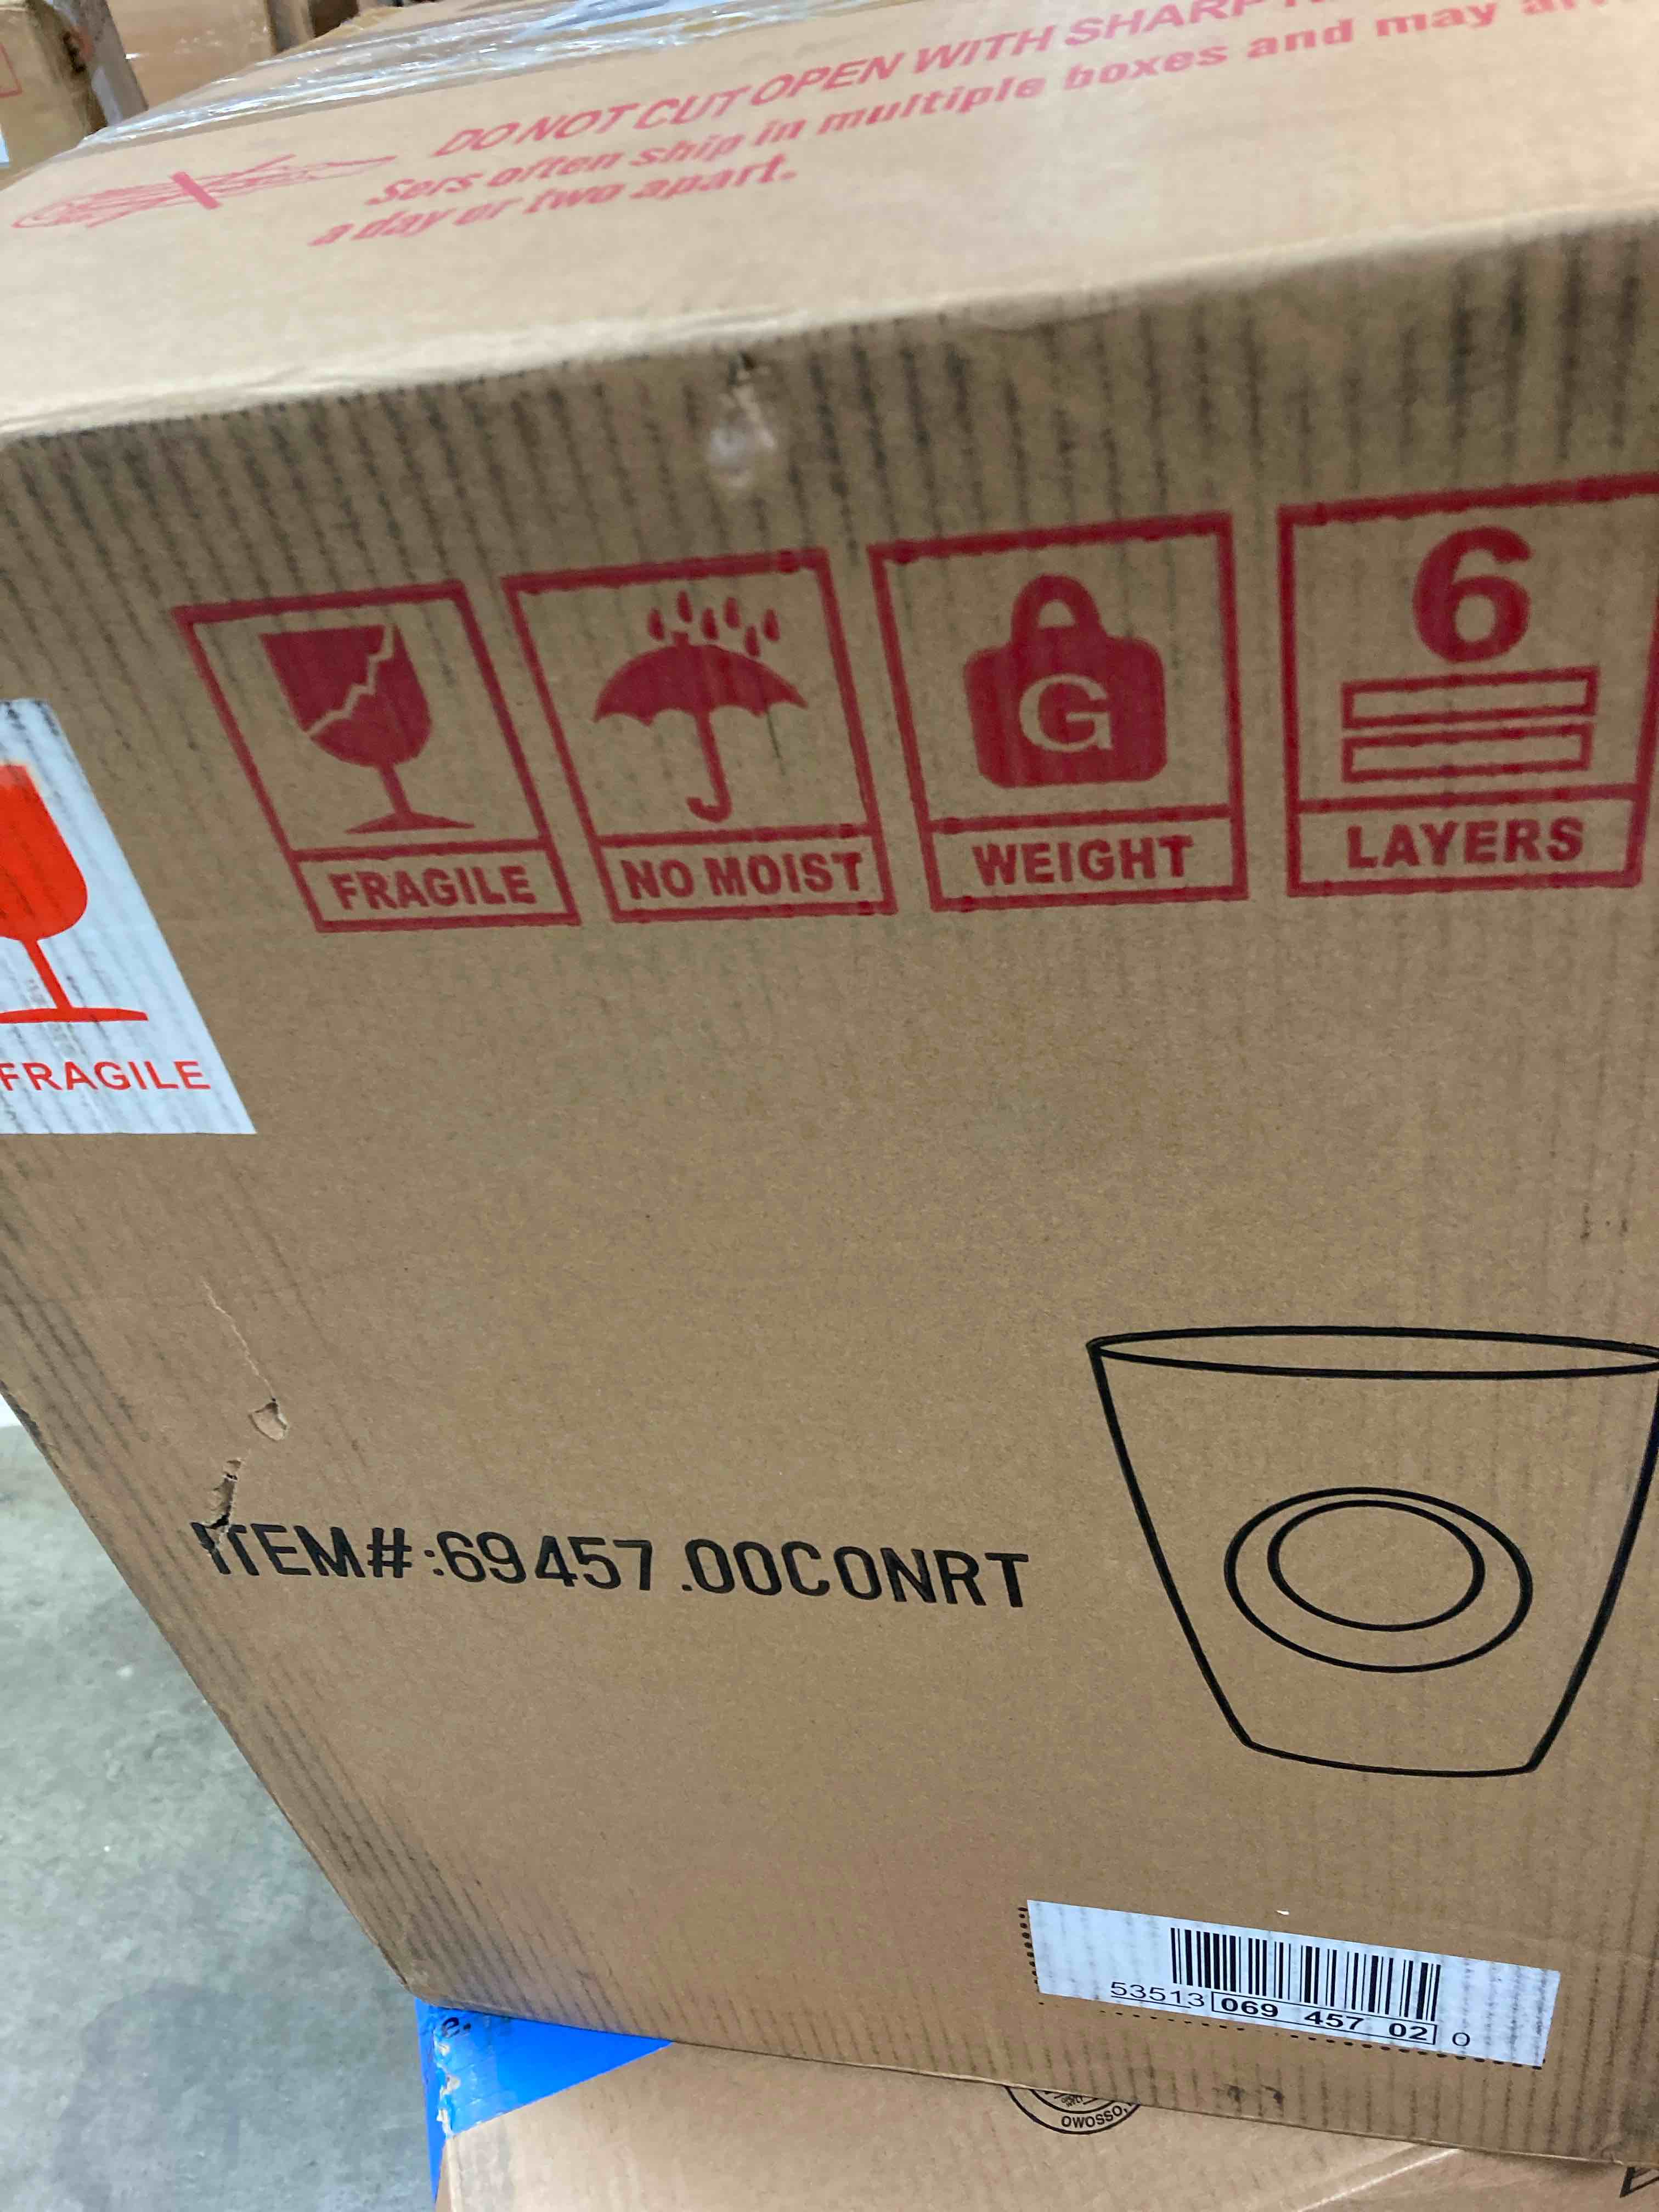 DO NOT CUT OPEN WITH SHARP
Sets often ship in multiple boxes and may
a day or two apart.
G
6
FRAGILE
NO MOIST
WEIGHT
LAYERS
FRAGILE
ITEM#:69457.00CONRT
53513 069 457 02 0
e.
OWOSSO,